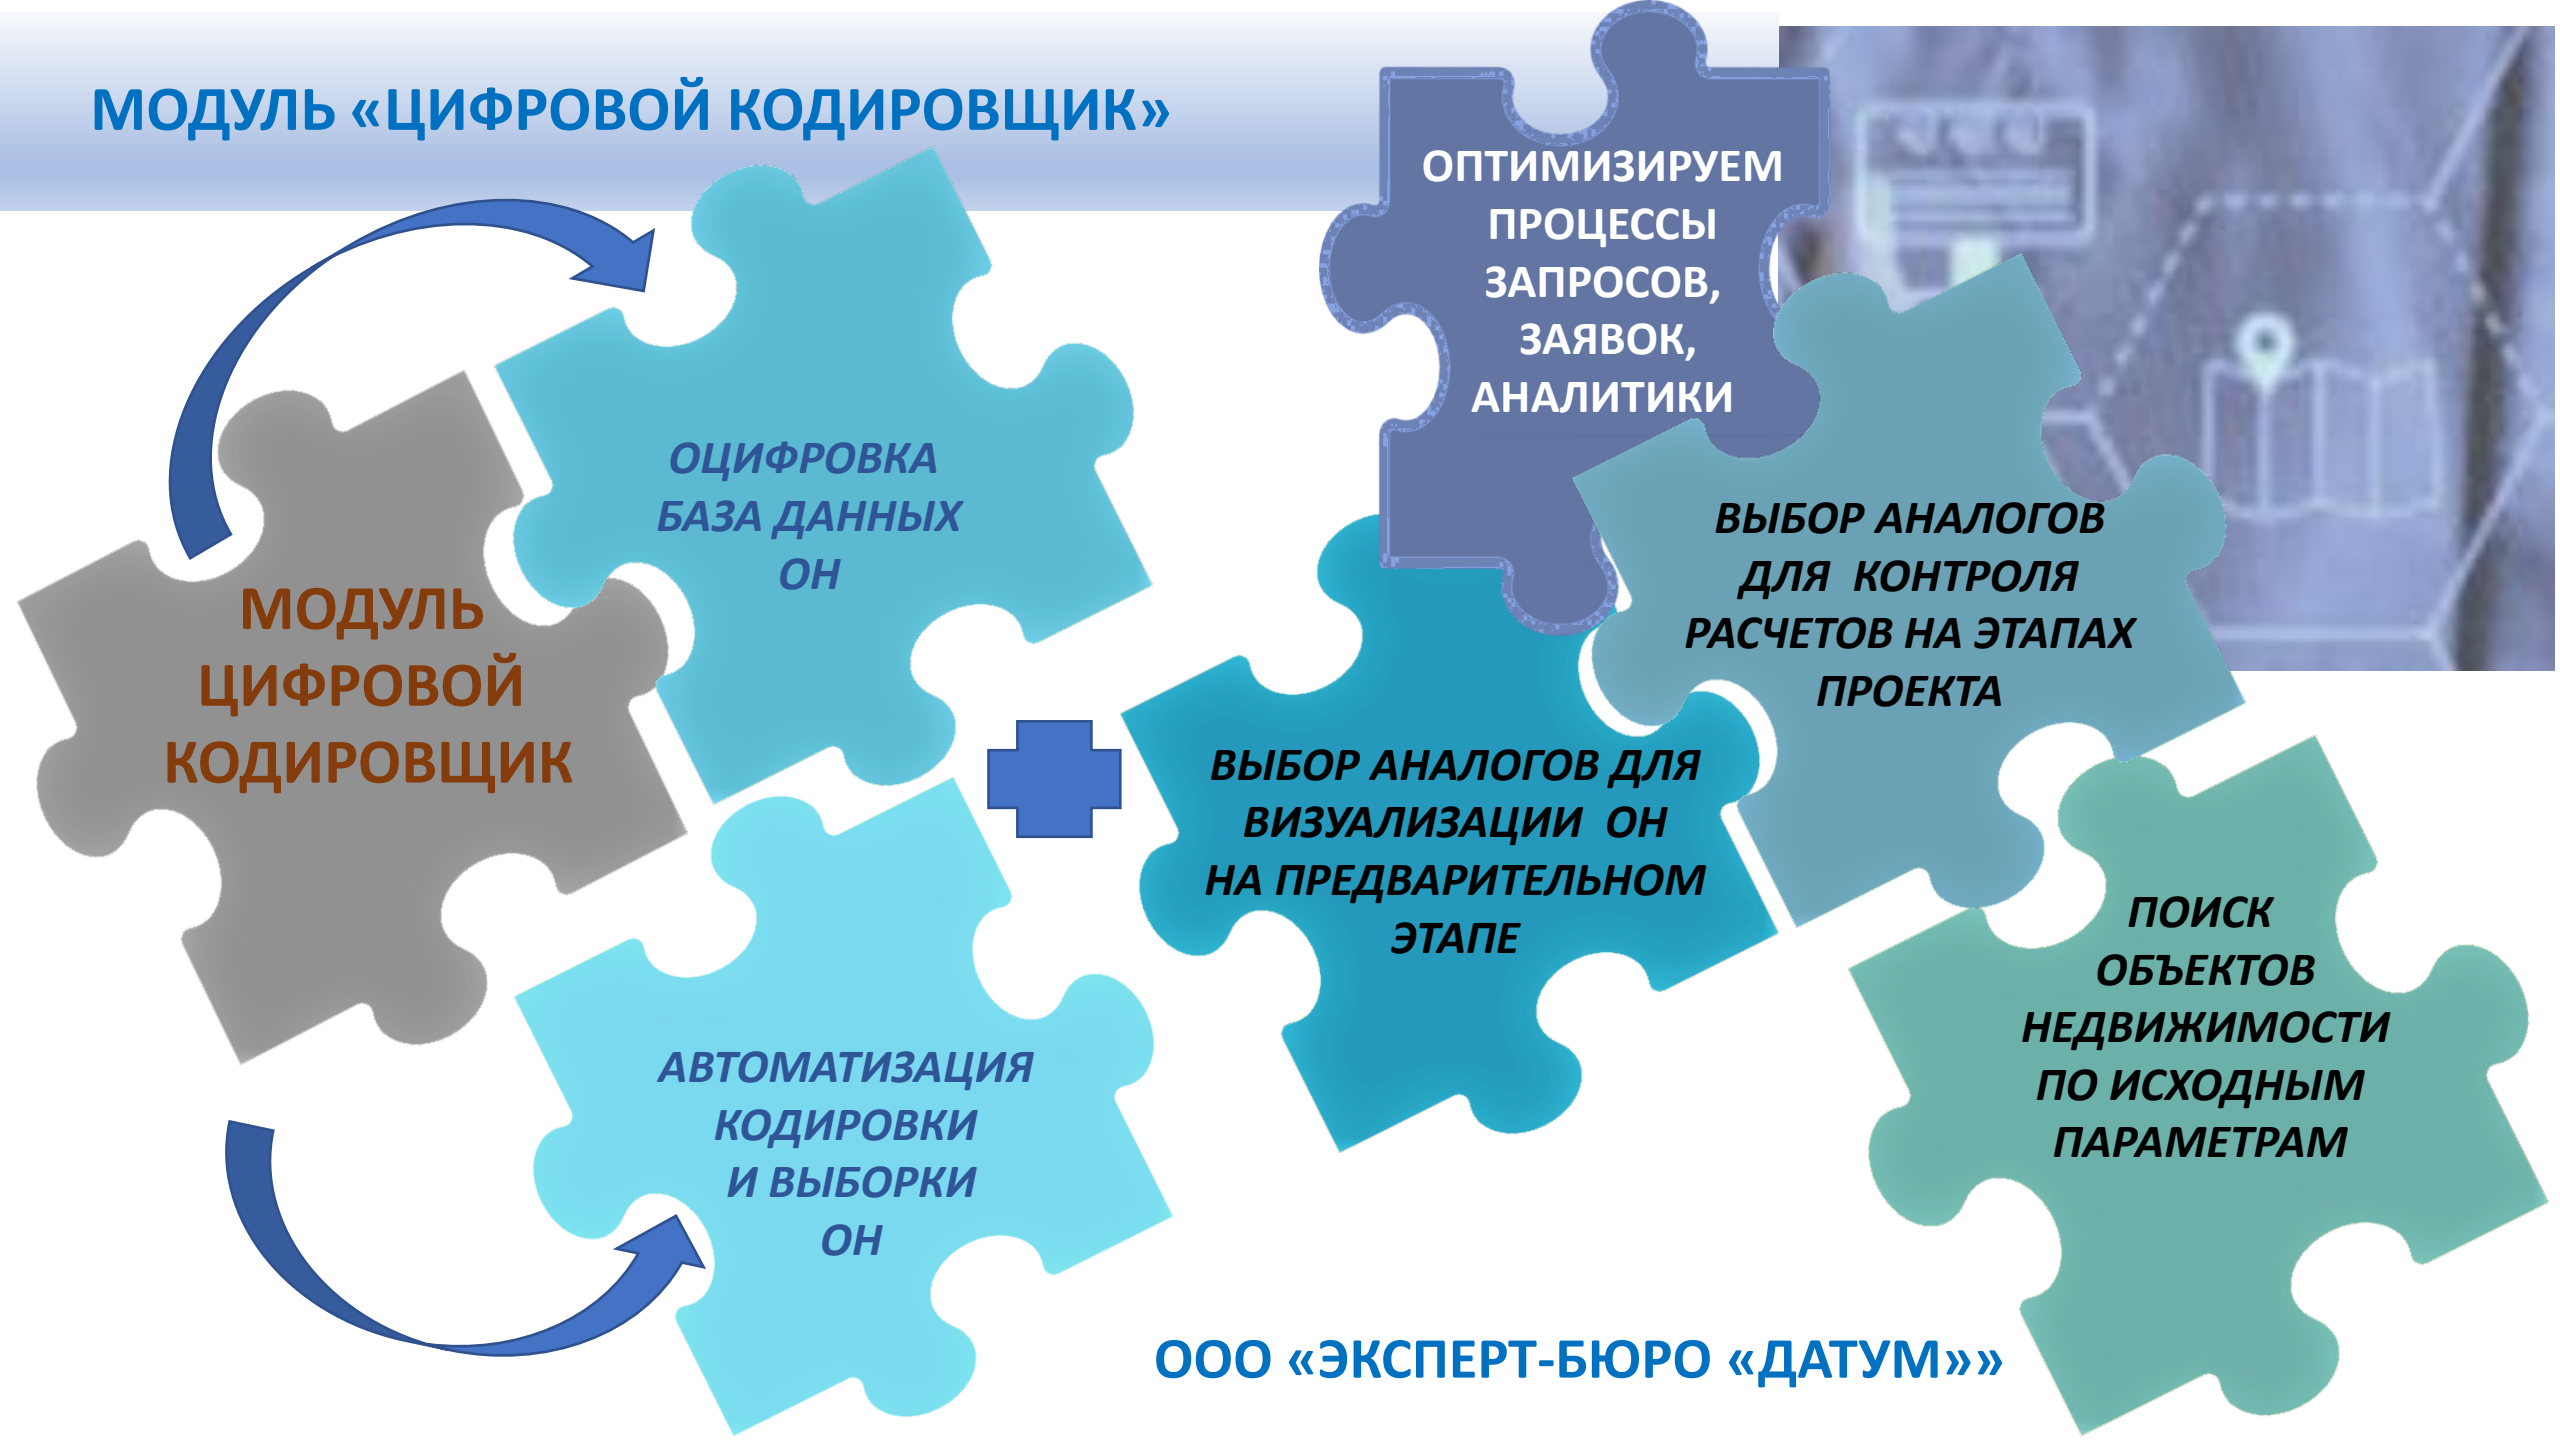 МОДУЛЬ «ЦИФРОВОЙ КОДИРОВЩИК»
ОПТИМИЗИРУЕМ
ПРОЦЕССЫ
ЗАПРОСОВ,
ЗАЯВОК,
АНАЛИТИКИ
ОЦИФРОВКА
БАЗА ДАННЫХ
ОН
МОДУЛЬ
ЦИФРОВОЙ
КОДИРОВЩИК
ВЫБОР АНАЛОГОВ
ДЛЯ КОНТРОЛЯ
РАСЧЕТОВ НА ЭТАПАХ
ПРОЕКТА
ВЫБОР АНАЛОГОВ ДЛЯ
ВИЗУАЛИЗАЦИИ ОН
НА ПРЕДВАРИТЕЛЬНОМ
ЭТАПЕ
ПОИСК
ОБЪЕКТОВ
НЕДВИЖИМОСТИ
ПО ИСХОДНЫМ
ПАРАМЕТРАМ
АВТОМАТИЗАЦИЯ
КОДИРОВКИ
И ВЫБОРКИ
ОН
ООО «ЭКСПЕРТ-БЮРО «ДАТУМ»»